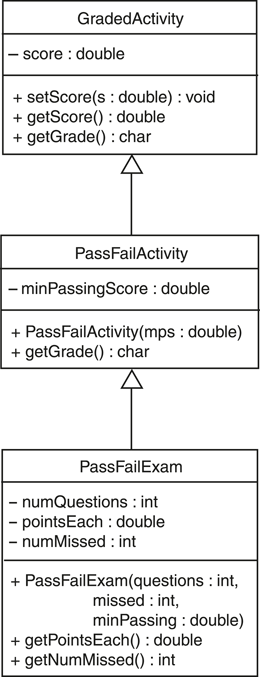 GradedActivity
– score : double
+ setScore(s : double) : void
+ getScore() : double
+ getGrade() : char
PassFailActivity
– minPassingScore : double
+ PassFailActivity(mps : double)
+ getGrade() : char
PassFailExam
– numQuestions : int
– pointsEach : double
– numMissed : int
+ PassFailExam(questions : int,
missed : int,
minPassing : double)
+ getPointsEach() : double
+ getNumMissed() : int